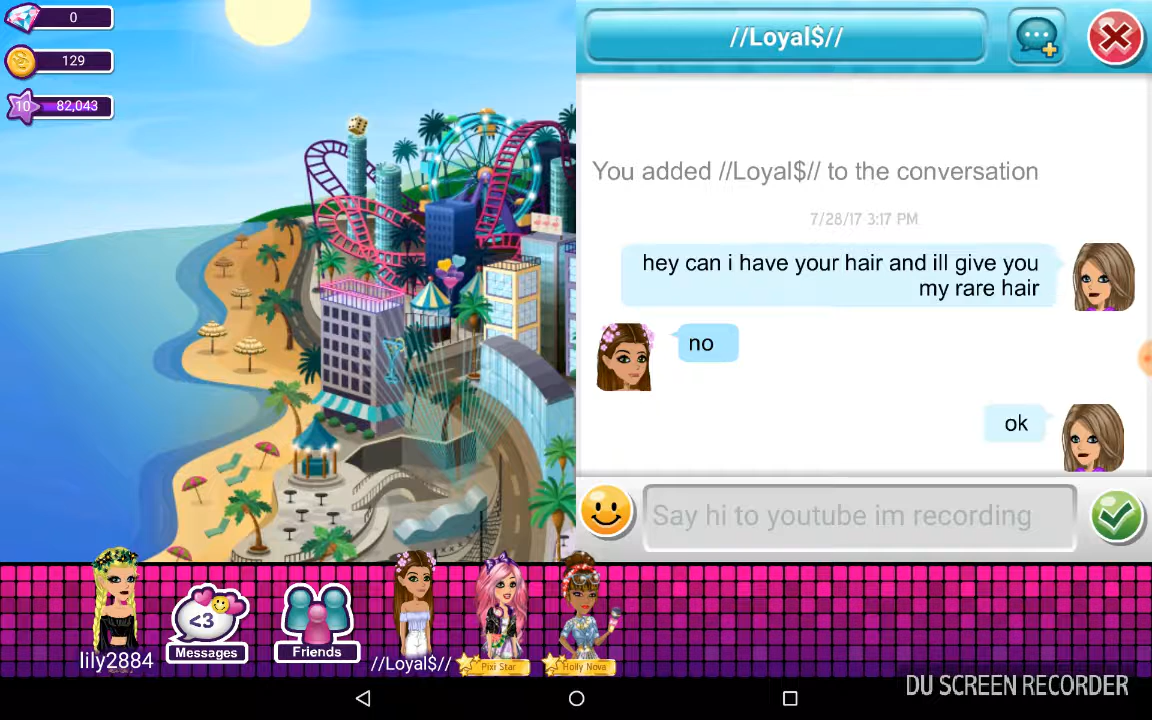 0
129
10 82,043
//Loyal$//
You added //Loyal$// to the conversation
7/28/17 3:17 PM
hey can i have your hair and ill give you
my rare hair
no
ok
Say hi to youtube im recording
lily2884
<3
Messages
Friends
//Loyal$//
Pixi Star
Holly Nova
DU SCREEN RECORDER